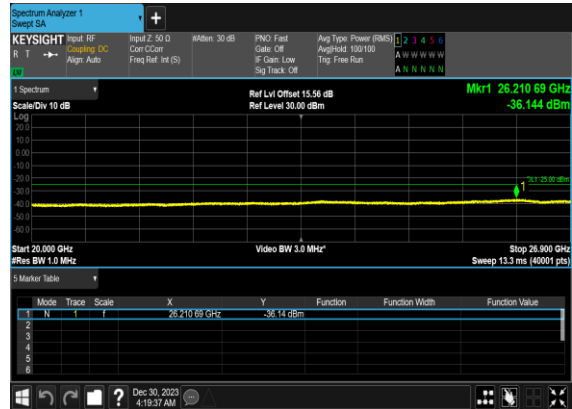 Spectrum Analyzer 1
Swept SA
KEYSIGHT
R T
Input: RF
Coupling: DC
Align: Auto
Input Z: 50 Ω
Corr CCorr
Freq Ref: Int (S)
#Atten: 30 dB
PNO: Fast
Gate: Off
IF Gain: Low
Sig Track: Off
Avg Type: Power (RMS)
Avg|Hold: 100/100
Trig: Free Run
1 2 3 4 5 6
A W W W W W
A N N N N N
1 Spectrum
Scale/Div 10 dB
Ref Lvl Offset 15.56 dB
Ref Level 30.00 dBm
Mkr1 26.210 69 GHz
-36.144 dBm
Log
20.0
10.0
0.00
-10.0
-20.0
DL1 -25.00 dBm
1
-30.0
-40.0
-50.0
-60.0
Start 20.000 GHz
Video BW 3.0 MHz*
Stop 26.900 GHz
#Res BW 1.0 MHz
Sweep 13.3 ms (40001 pts)
5 Marker Table
Mode Trace Scale X Y Function Function Width Function Value
1 N 1 f 26.210 69 GHz -36.14 dBm
2
3
4
5
6
?
Dec 30, 2023
4:19:37 AM